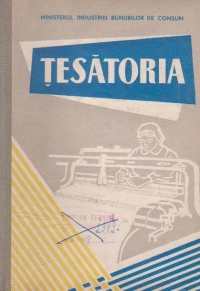 MINISTERUL INDUSTRIEI BUNURILOR DE CONSUM
ȚESĂTORIA